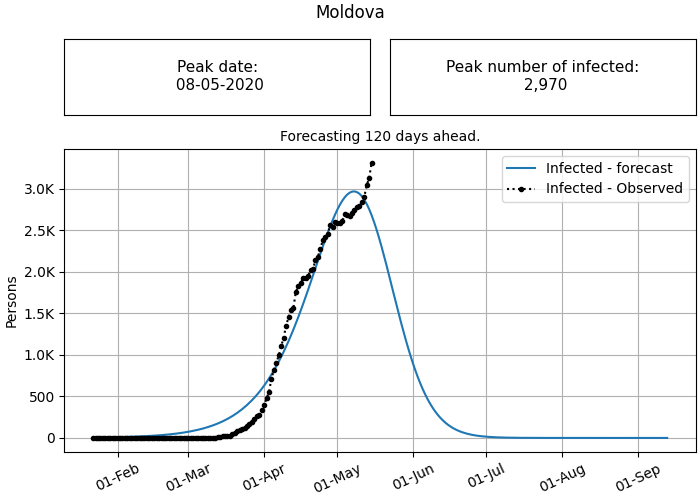 Moldova
Peak date:
08-05-2020
Peak number of infected:
2,970
Forecasting 120 days ahead.
Infected - forecast
Infected - Observed
Persons
3.0K
2.5K
2.0K
1.5K
1.0K
500
0
01-Feb
01-Mar
01-Apr
01-May
01-Jun
01-Jul
01-Aug
01-Sep